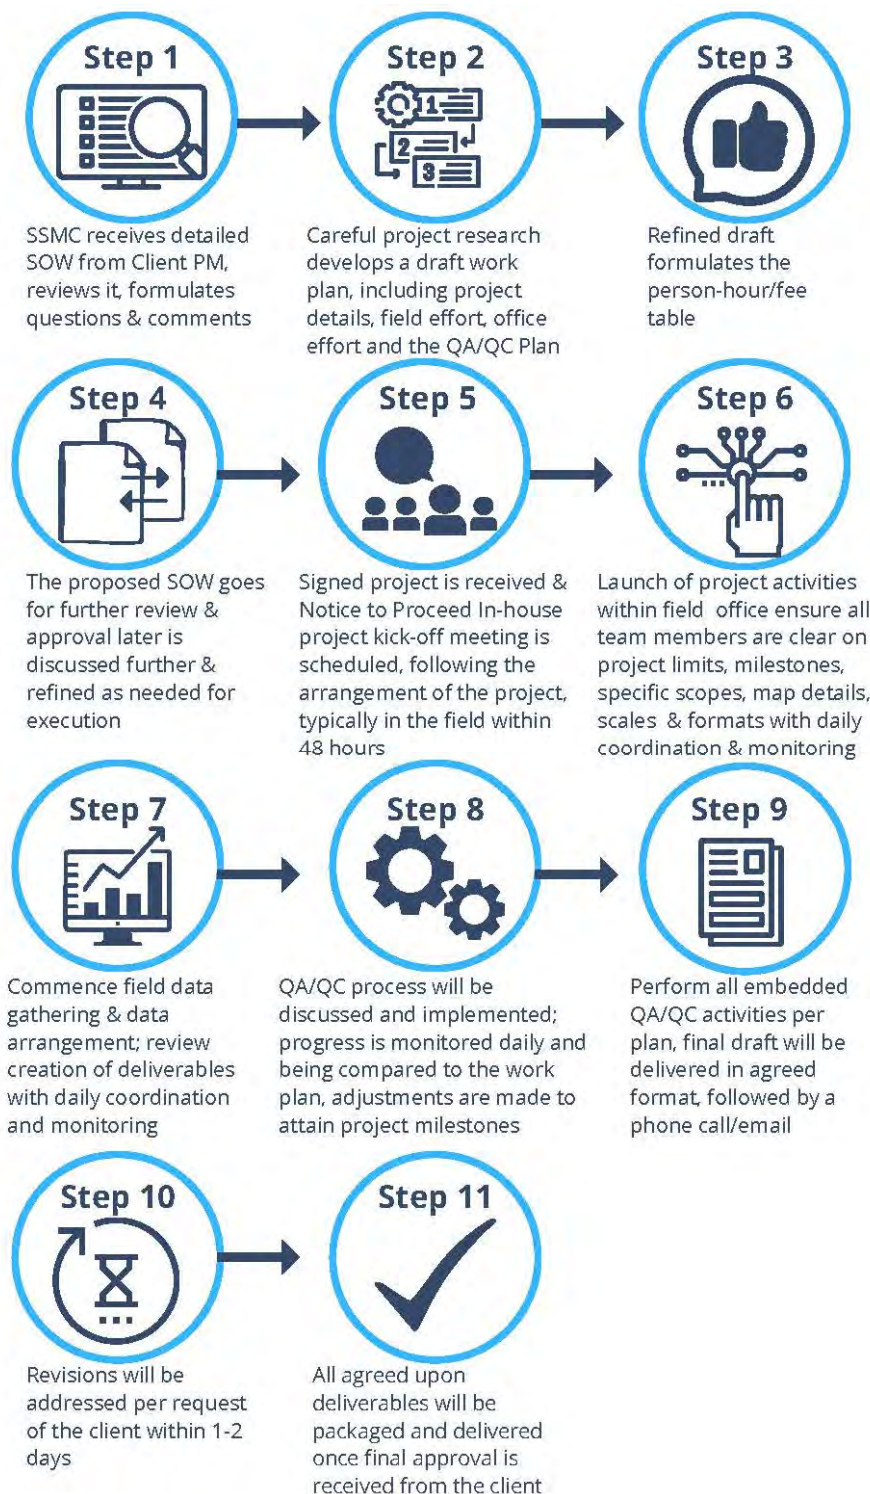 Step 1
SSMC receives detailed
SOW from Client PM,
reviews it, formulates
questions & comments
Step 2
1
2
3
Careful project research
develops a draft work
plan, including project
details, field effort, office
effort and the QA/QC Plan
Step 3
Refined draft
formulates the
person-hour/fee
table
Step 4
The proposed SOW goes
for further review &
approval later is
discussed further &
refined as needed for
execution
Step 5
Signed project is received &
Notice to Proceed In-house
project kick-off meeting is
scheduled, following the
arrangement of the project,
typically in the field within
48 hours
Step 6
Launch of project activities
within field office ensure all
team members are clear on
project limits, milestones,
specific scopes, map details,
scales & formats with daily
coordination & monitoring
Step 7
Commence field data
gathering & data
arrangement; review
creation of deliverables
with daily coordination
and monitoring
Step 8
QA/QC process will be
discussed and implemented;
progress is monitored daily and
being compared to the work
plan, adjustments are made to
attain project milestones
Step 9
Perform all embedded
QA/QC activities per
plan, final draft will be
delivered in agreed
format, followed by a
phone call/email
Step 10
Revisions will be
addressed per request
of the client within 1-2
days
Step 11
All agreed upon
deliverables will be
packaged and delivered
once final approval is
received from the client